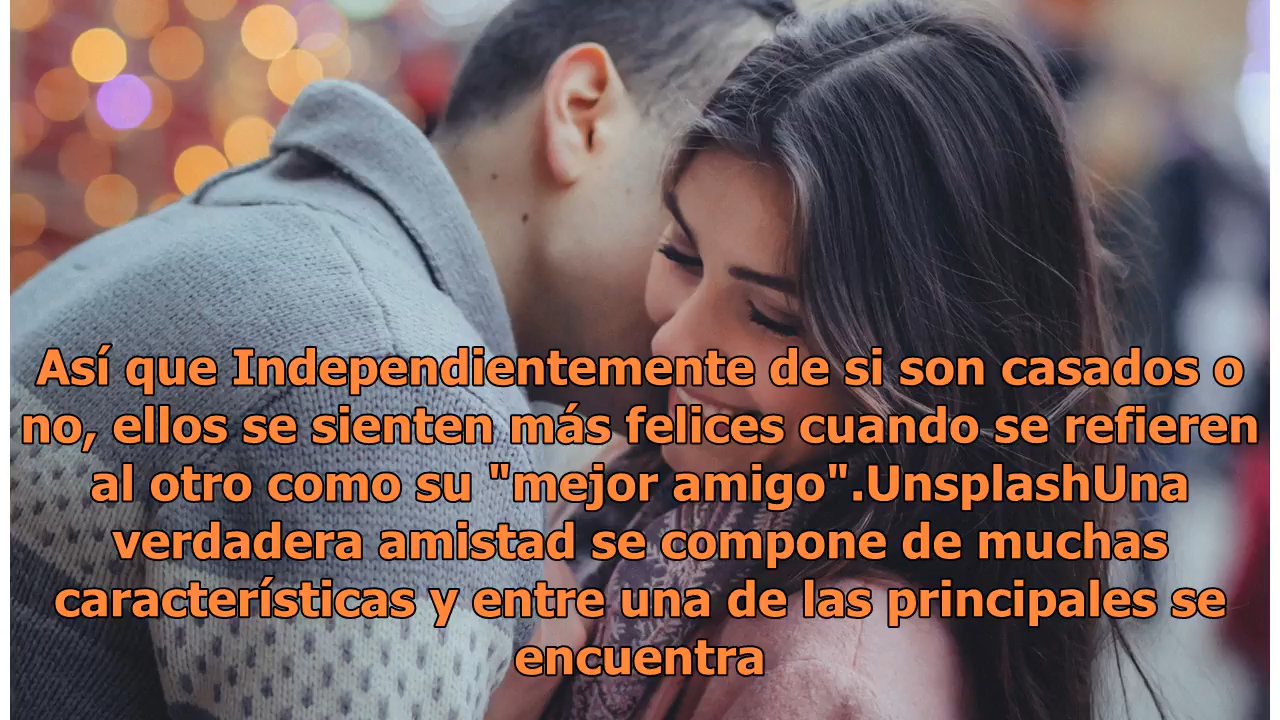 Así que Independientemente de si son casados o
no, ellos se sienten más felices cuando se refieren
al otro como su "mejor amigo".UnsplashUna
verdadera amistad se compone de muchas
características y entre una de las principales se
encuentra